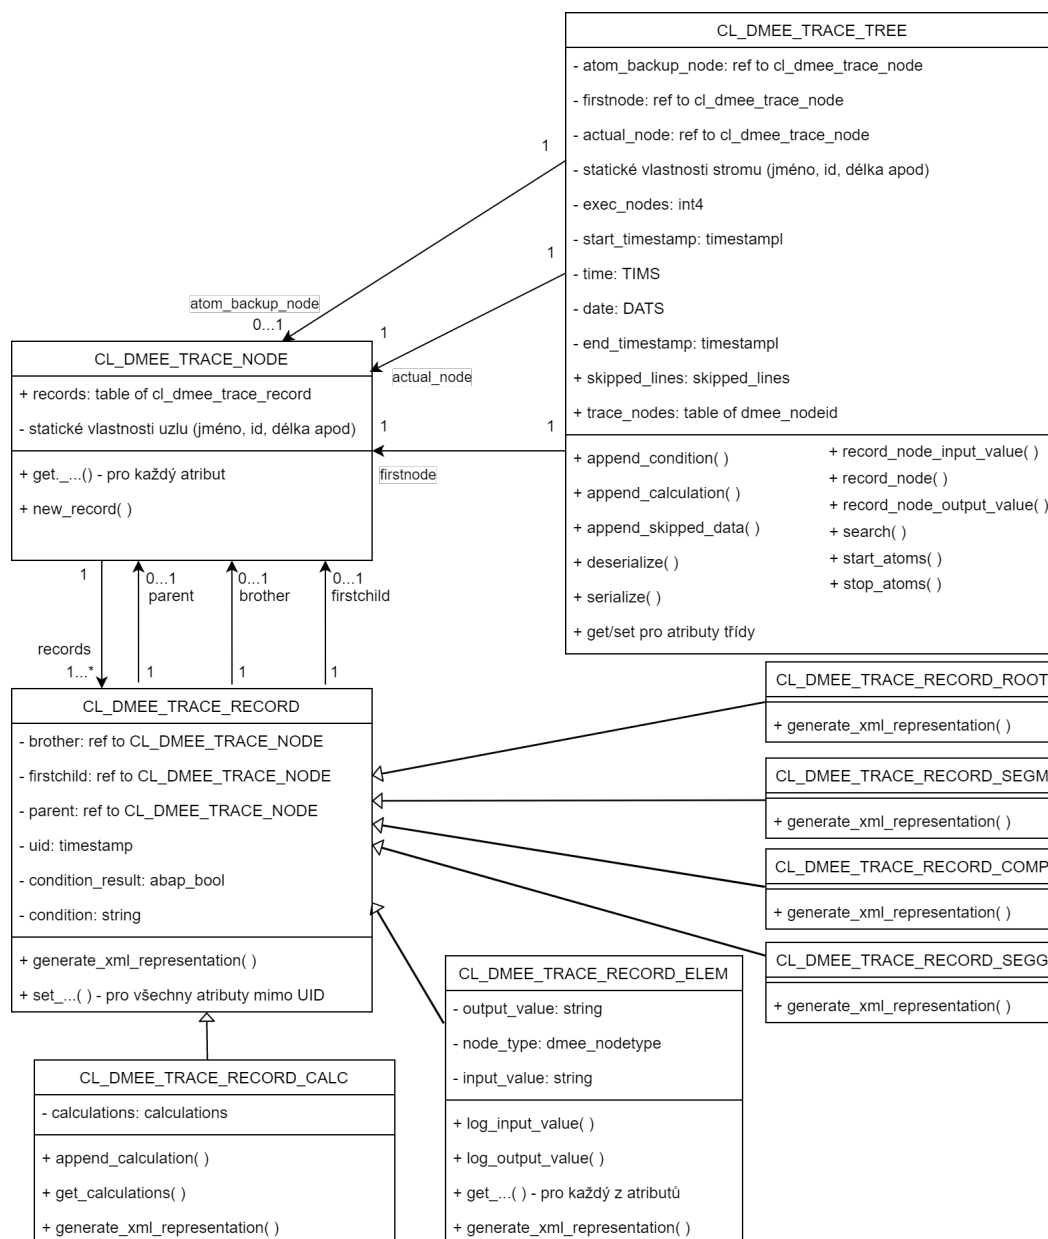 CL_DMEE_TRACE_TREE
- atom_backup_node: ref to cl_dmee_trace_node
- firstnode: ref to cl_dmee_trace_node
- actual_node: ref to cl_dmee_trace_node
- statické vlastnosti stromu (jméno, id, délka apod)
- exec_nodes: int4
- start_timestamp: timestampl
- time: TIMS
- date: DATS
- end_timestamp: timestampl
+ skipped_lines: skipped_lines
+ trace_nodes: table of dmee_nodeid
+ append_condition( )
+ append_calculation( )
+ append_skipped_data( )
+ deserialize( )
+ serialize( )
+ get/set pro atributy třídy
+ record_node_input_value( )
+ record_node( )
+ record_node_output_value( )
+ search( )
+ start_atoms( )
+ stop_atoms( )
1
atom_backup_node
0...1
1
1
actual_node
1
1
firstnode
CL_DMEE_TRACE_NODE
+ records: table of cl_dmee_trace_record
- statické vlastnosti uzlu (jméno, id, délka apod)
+ get._...() - pro každý atribut
+ new_record( )
1
records
1...*
0...1
parent
1
0...1
brother
1
0...1
firstchild
1
CL_DMEE_TRACE_RECORD
- brother: ref to CL_DMEE_TRACE_NODE
- firstchild: ref to CL_DMEE_TRACE_NODE
- parent: ref to CL_DMEE_TRACE_NODE
- uid: timestamp
- condition_result: abap_bool
- condition: string
+ generate_xml_representation( )
+ set_...( ) - pro všechny atributy mimo UID
CL_DMEE_TRACE_RECORD_ROOT
+ generate_xml_representation( )
CL_DMEE_TRACE_RECORD_SEGM
+ generate_xml_representation( )
CL_DMEE_TRACE_RECORD_COMP
+ generate_xml_representation( )
CL_DMEE_TRACE_RECORD_SEGG
+ generate_xml_representation( )
CL_DMEE_TRACE_RECORD_ELEM
- output_value: string
- node_type: dmee_nodetype
- input_value: string
+ log_input_value( )
+ log_output_value( )
+ get_...( ) - pro každý z atributů
+ generate_xml_representation( )
CL_DMEE_TRACE_RECORD_CALC
- calculations: calculations
+ append_calculation( )
+ get_calculations( )
+ generate_xml_representation( )